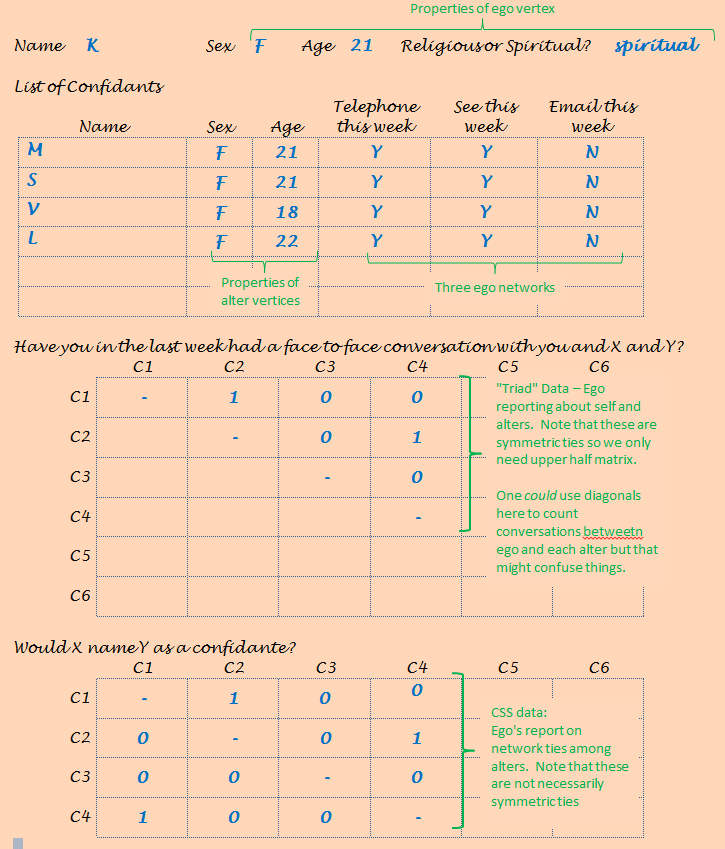 Properties of ego vertex
Name K Sex F Age 21 Religious or Spiritual? spiritual
List of Confidants
Name Sex Age Telephone this week See this week Email this week
M F 21 Y Y N
S F 21 Y Y N
V F 18 Y Y N
L F 22 Y Y N
Properties of alter vertices
Three ego networks
Have you in the last week had a face to face conversation with you and X and Y?
C1 C2 C3 C4 C5 C6
C1 - 1 0 0
C2 - 0 1
C3 - 0
C4 -
C5
C6
"Triad" Data – Ego
reporting about self and
alters. Note that these are
symmetric ties so we only
need upper half matrix.
One could use diagonals
here to count
conversations betweetn
ego and each alter but that
might confuse things.
Would X name Y as a confidante?
C1 C2 C3 C4 C5 C6
C1 - 1 0 0
C2 0 - 0 1
C3 0 0 - 0
C4 1 0 0 -
CSS data:
Ego's report on
network ties among
alters. Note that these
are not necessarily
symmetric ties